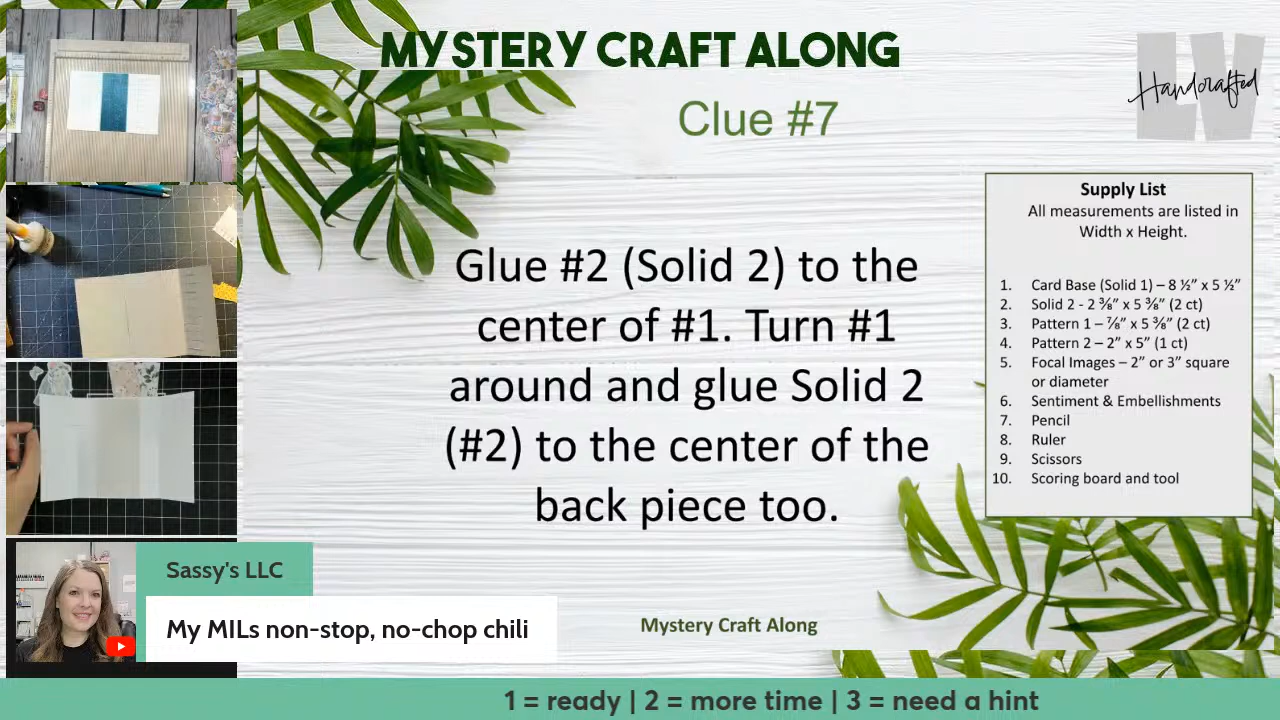 MYSTERY CRAFT ALONG
Clue #7
Handcrafted
Glue #2 (Solid 2) to the
center of #1. Turn #1
around and glue Solid 2
(#2) to the center of the
back piece too.
Supply List
All measurements are listed in
Width x Height.
1. Card Base (Solid 1) – 8 ½” x 5 ½”
2. Solid 2 - 2 ⅜” x 5 ⅜” (2 ct)
3. Pattern 1 – ⅞” x 5 ⅜” (2 ct)
4. Pattern 2 – 2” x 5” (1 ct)
5. Focal Images – 2” or 3” square
or diameter
6. Sentiment & Embellishments
7. Pencil
8. Ruler
9. Scissors
10. Scoring board and tool
Sassy's LLC
My MILs non-stop, no-chop chili
Mystery Craft Along
1 = ready | 2 = more time | 3 = need a hint